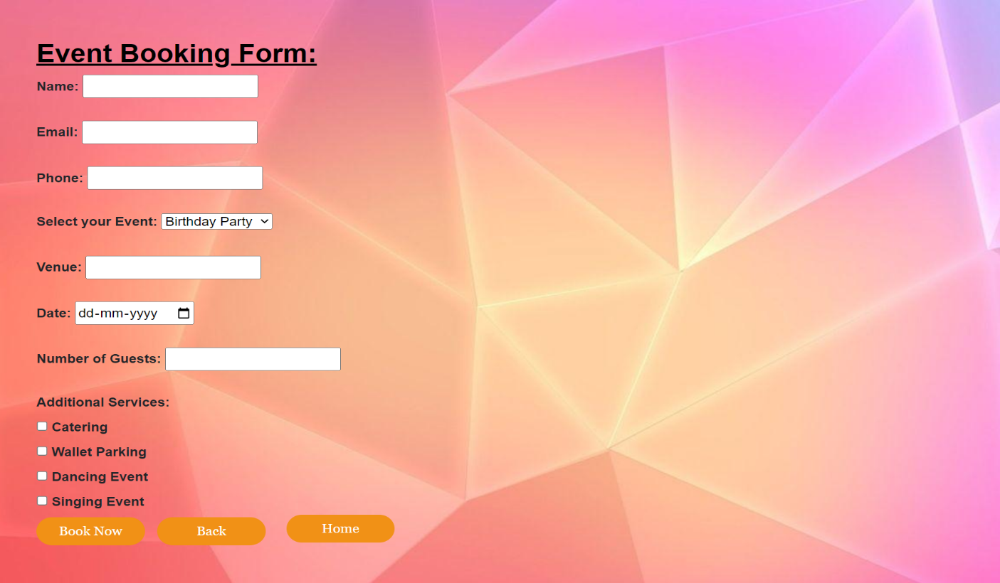 Event Booking Form:
Name:
Email:
Phone:
Select your Event: Birthday Party
Venue:
Date: dd-mm-yyyy
Number of Guests:
Additional Services:
Catering
Wallet Parking
Dancing Event
Singing Event
Book Now Back Home